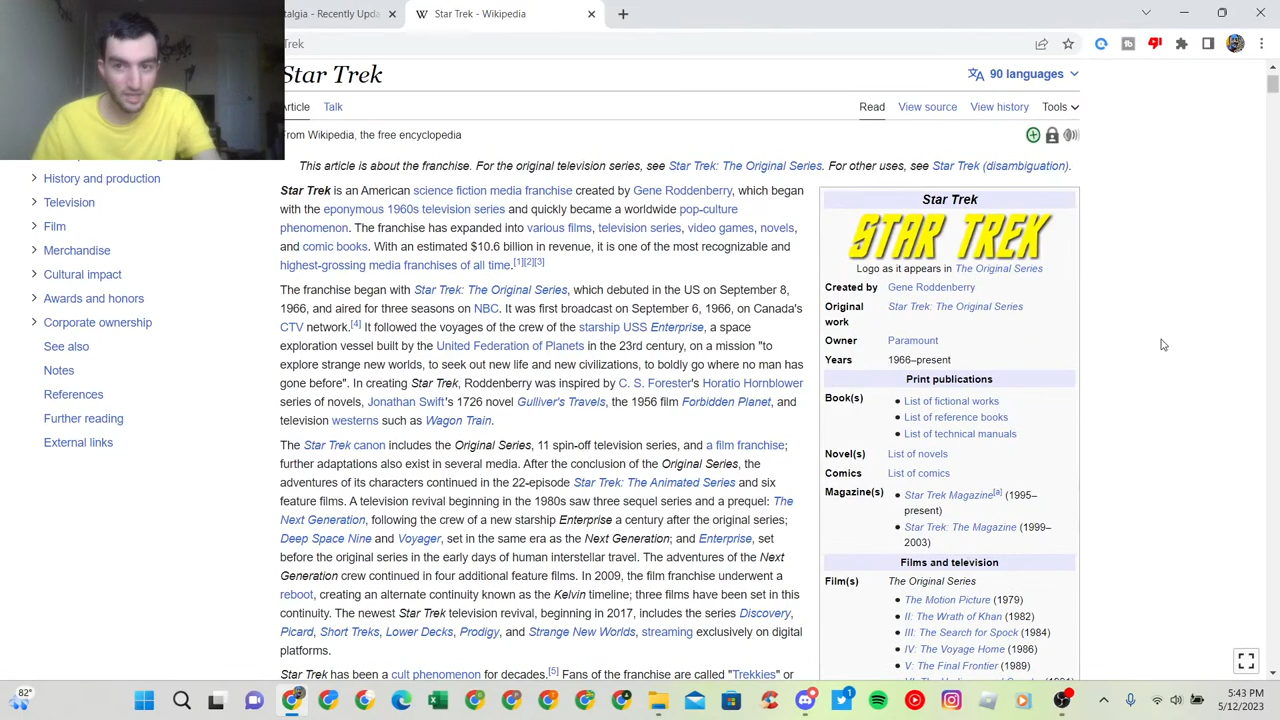 talgia - Recently Upda
Star Trek - Wikipedia
Trek
Star Trek
90 languages
Article Talk
Read View source View history Tools
From Wikipedia, the free encyclopedia
This article is about the franchise. For the original television series, see Star Trek: The Original Series. For other uses, see Star Trek (disambiguation).
History and production
Television
Film
Merchandise
Cultural impact
Awards and honors
Corporate ownership
See also
Notes
References
Further reading
External links
Star Trek is an American science fiction media franchise created by Gene Roddenberry, which began
with the eponymous 1960s television series and quickly became a worldwide pop-culture
phenomenon. The franchise has expanded into various films, television series, video games, novels,
and comic books. With an estimated $10.6 billion in revenue, it is one of the most recognizable and
highest-grossing media franchises of all time.[1][2][3]
The franchise began with Star Trek: The Original Series, which debuted in the US on September 8,
1966, and aired for three seasons on NBC. It was first broadcast on September 6, 1966, on Canada's
CTV network.[4] It followed the voyages of the crew of the starship USS Enterprise, a space
exploration vessel built by the United Federation of Planets in the 23rd century, on a mission "to
explore strange new worlds, to seek out new life and new civilizations, to boldly go where no man has
gone before". In creating Star Trek, Roddenberry was inspired by C. S. Forester's Horatio Hornblower
series of novels, Jonathan Swift's 1726 novel Gulliver's Travels, the 1956 film Forbidden Planet, and
television westerns such as Wagon Train.
The Star Trek canon includes the Original Series, 11 spin-off television series, and a film franchise;
further adaptations also exist in several media. After the conclusion of the Original Series, the
adventures of its characters continued in the 22-episode Star Trek: The Animated Series and six
feature films. A television revival beginning in the 1980s saw three sequel series and a prequel: The
Next Generation, following the crew of a new starship Enterprise a century after the original series;
Deep Space Nine and Voyager, set in the same era as the Next Generation; and Enterprise, set
before the original series in the early days of human interstellar travel. The adventures of the Next
Generation crew continued in four additional feature films. In 2009, the film franchise underwent a
reboot, creating an alternate continuity known as the Kelvin timeline; three films have been set in this
continuity. The newest Star Trek television revival, beginning in 2017, includes the series Discovery,
Picard, Short Treks, Lower Decks, Prodigy, and Strange New Worlds, streaming exclusively on digital
platforms.
Star Trek has been a cult phenomenon for decades.[5] Fans of the franchise are called "Trekkies" or
Star Trek
STAR TREK
Logo as it appears in The Original Series
Created by Gene Roddenberry
Original work Star Trek: The Original Series
Owner Paramount
Years 1966–present
Print publications
Book(s)
List of fictional works
List of reference books
List of technical manuals
Novel(s) List of novels
Comics List of comics
Magazine(s)
Star Trek Magazine[a] (1995–
present)
Star Trek: The Magazine (1999–
2003)
Films and television
Film(s) The Original Series
The Motion Picture (1979)
II: The Wrath of Khan (1982)
III: The Search for Spock (1984)
IV: The Voyage Home (1986)
V: The Final Frontier (1989)
82°
5:43 PM
5/12/2023